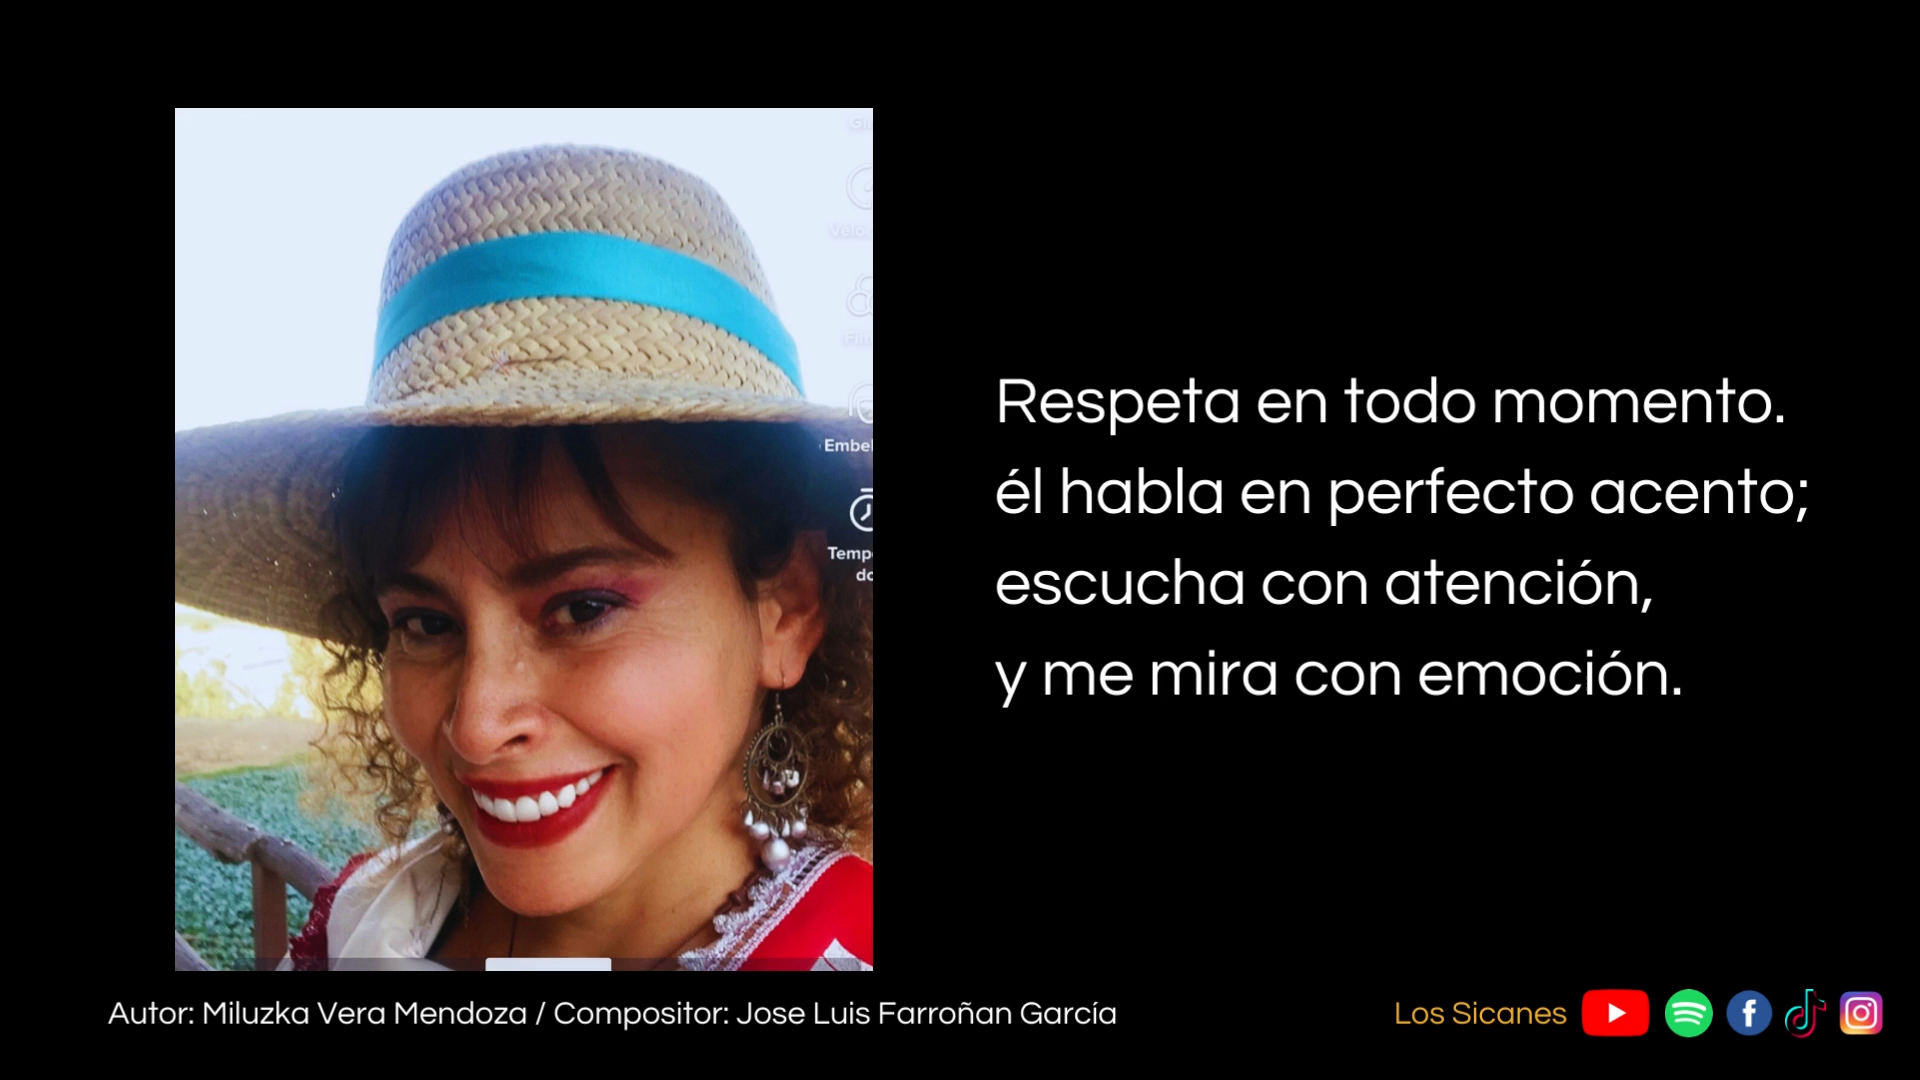 Respeta en todo momento.
él habla en perfecto acento;
escucha con atención,
y me mira con emoción.
Autor: Miluzka Vera Mendoza / Compositor: Jose Luis Farroñan García
Los Sicanes